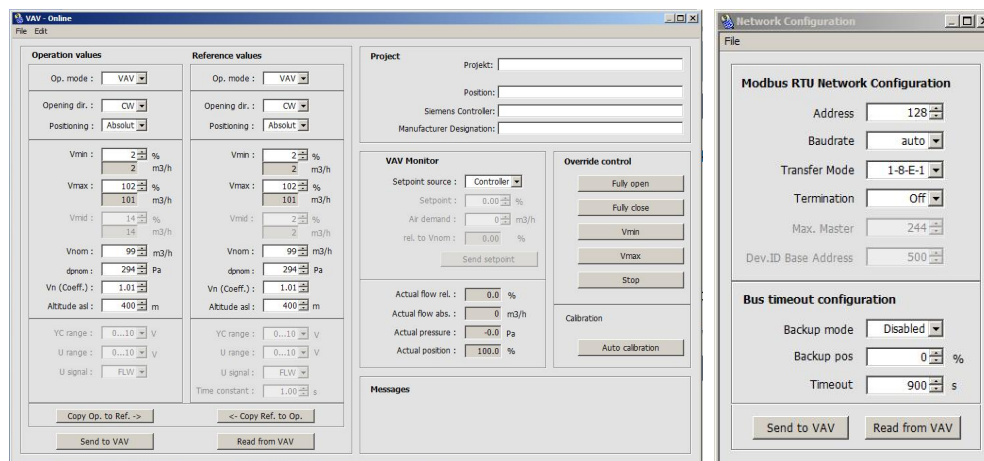 VAV - Online
File Edit
Operation values
Op. mode : VAV
Opening dir. : CW
Positioning : Absolut
Vmin : 2 %
2 m3/h
Vmax : 102 %
101 m3/h
Vmid : 14 %
14 m3/h
Vnom : 99 m3/h
dpnom : 294 Pa
Vn (Coeff.) : 1.01
Altitude asl : 400 m
YC range : 0...10 V
U range : 0...10 V
U signal : FLW
Copy Op. to Ref. ->
Send to VAV
Reference values
Op. mode : VAV
Opening dir. : CW
Positioning : Absolut
Vmin : 2 %
2 m3/h
Vmax : 102 %
101 m3/h
Vmid : 2 %
2 m3/h
Vnom : 99 m3/h
dpnom : 294 Pa
Vn (Coeff.) : 1.01
Altitude asl : 400 m
YC range : 0...10 V
U range : 0...10 V
U signal : FLW
Time constant : 1.00 s
<- Copy Ref. to Op.
Read from VAV
Project
Projekt:
Position:
Siemens Controller:
Manufacturer Designation:
VAV Monitor
Setpoint source : Controller
Setpoint : 0.00 %
Air demand : 0 m3/h
rel. to Vnom : 0.00 %
Send setpoint
Actual flow rel. : 0.0 %
Actual flow abs. : 0 m3/h
Actual pressure : -0.0 Pa
Actual position : 100.0 %
Override control
Fully open
Fully close
Vmin
Vmax
Stop
Calibration
Auto calibration
Messages
Network Configuration
File
Modbus RTU Network Configuration
Address 128
Baudrate auto
Transfer Mode 1-8-E-1
Termination Off
Max. Master 244
Dev.ID Base Address 500
Bus timeout configuration
Backup mode Disabled
Backup pos 0 %
Timeout 900 s
Send to VAV Read from VAV